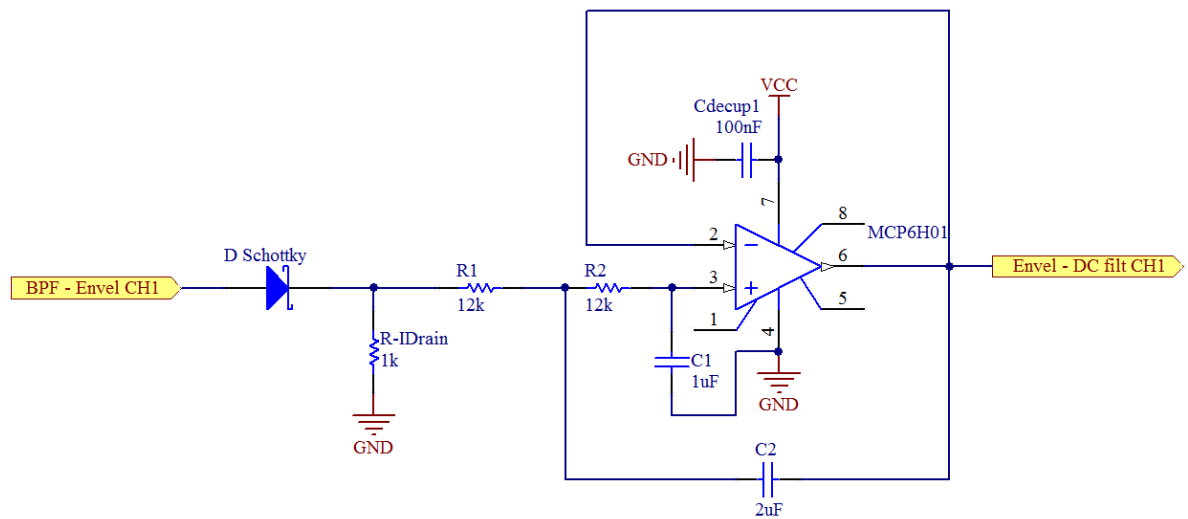 VCC
Cdecup1
100nF
GND
7
8
MCP6H01
2
6
D Schottky
BPF - Envel CH1
R1
12k
R2
12k
3
Envel - DC filt CH1
5
1
4
R-IDrain
1k
C1
1uF
GND
GND
C2
2uF